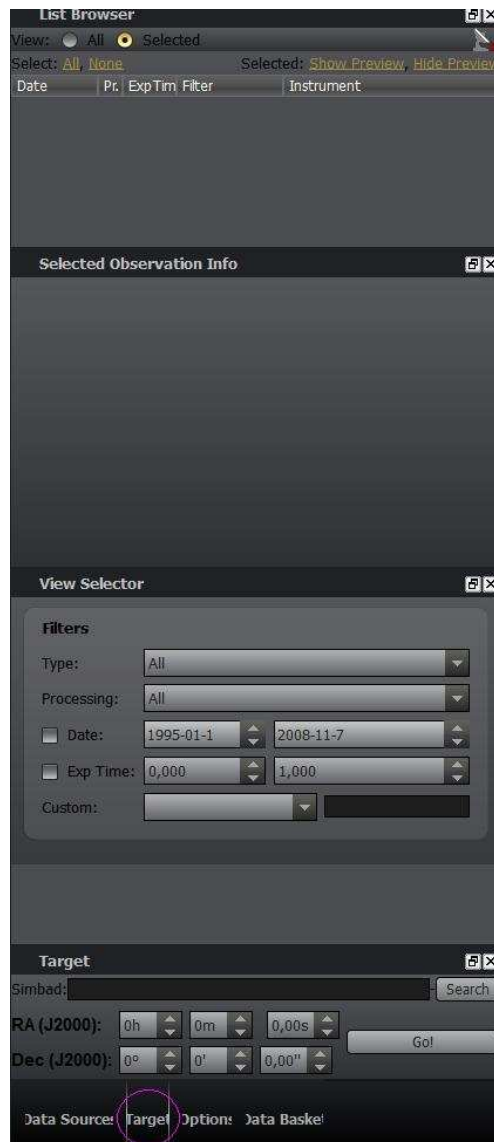 List Browser
View: All Selected
Select: All, None Selected: Show Preview, Hide Preview
Date Pr. Exp Tim Filter Instrument
Selected Observation Info
View Selector
Filters
Type: All
Processing: All
Date: 1995-01-1 2008-11-7
Exp Time: 0,000 1,000
Custom:
Target
Simbad: Search
RA (J2000): 0h 0m 0,00s Go!
Dec (J2000): 0° 0' 0,00"
Data Source Target Option Data Basket